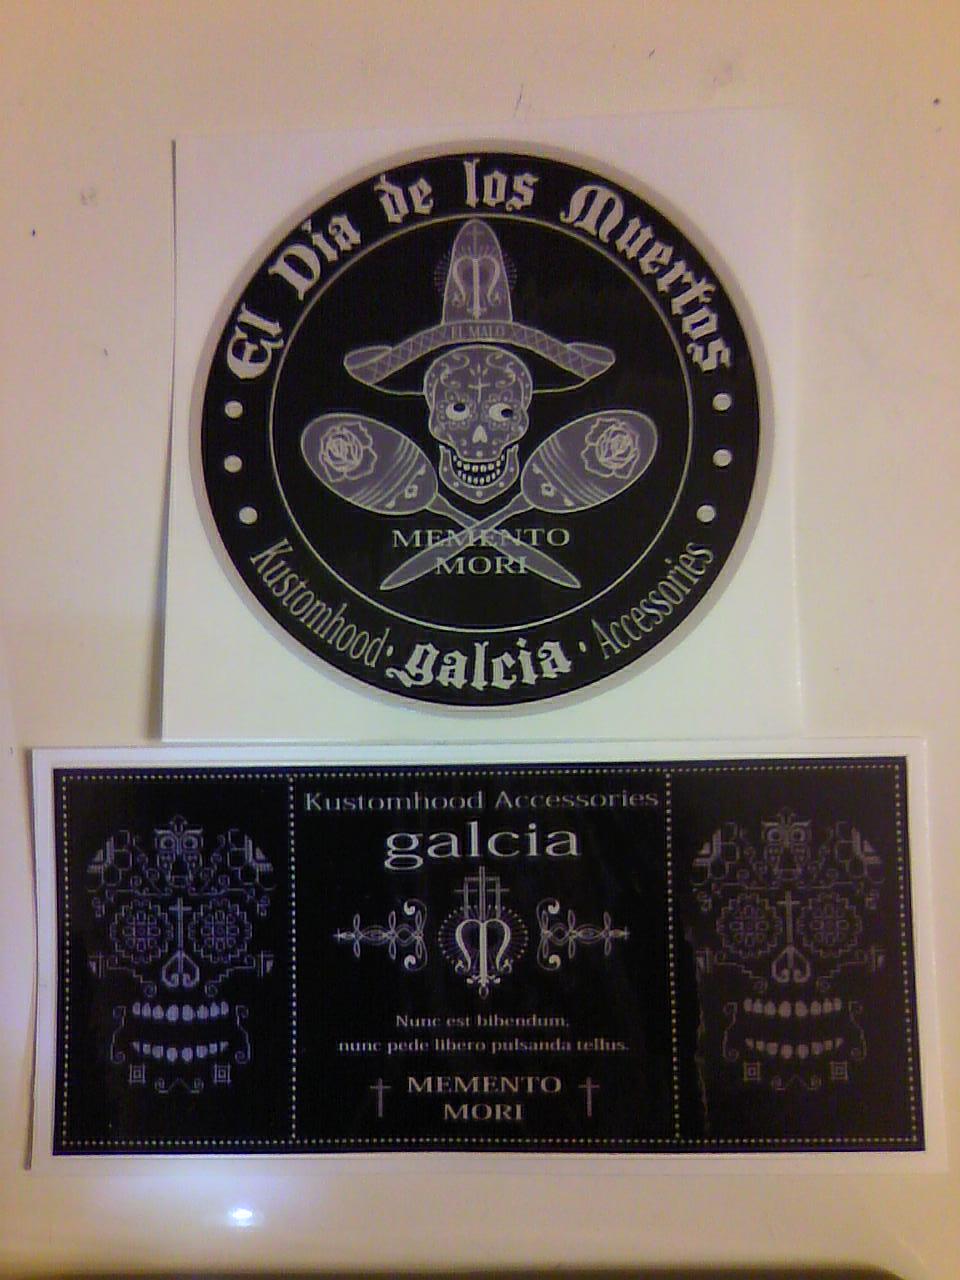 El Dia de los Muertos
EL MALO
MEMENTO
MORI
Kustomhood · galcia · Accessories
Kustomhood Accessories
galcia
Nunc est bibendum,
nunc pede libero pulsanda tellus.
MEMENTO
MORI